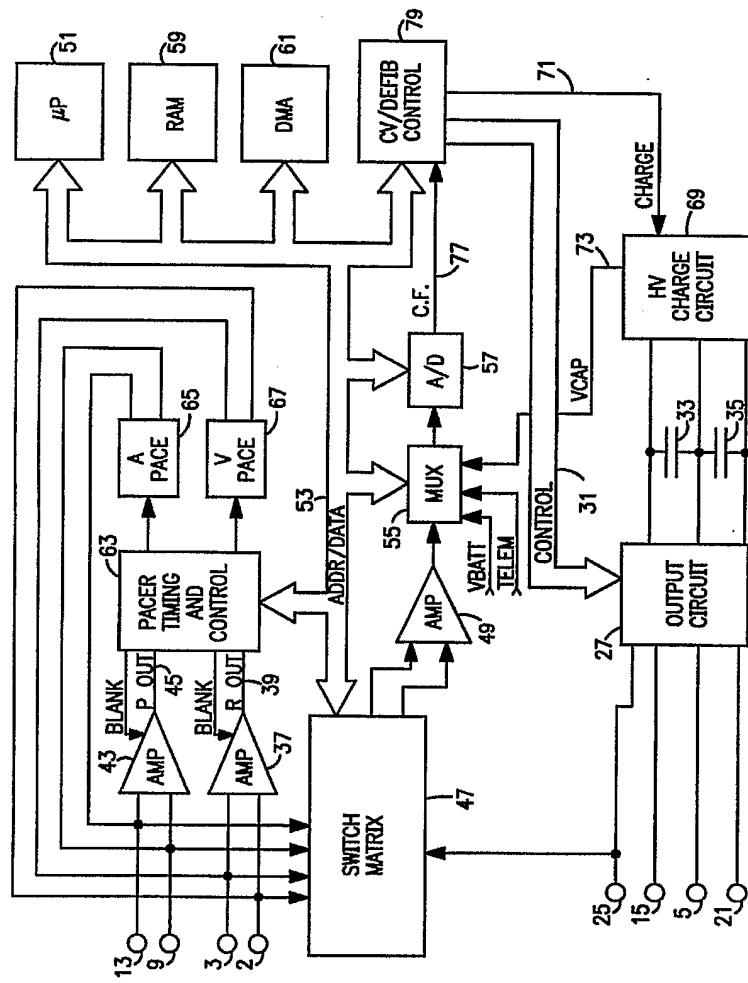 13
9
3
2
43
AMP
BLANK
P OUT
45
37
AMP
BLANK
R OUT
39
63
PACER
TIMING
AND
CONTROL
A
PACE
65
V
PACE
67
µP
51
RAM
59
DMA
61
CV/DEFIB
CONTROL
79
53
ADDR/DATA
SWITCH
MATRIX
47
AMP
49
55
MUX
A/D
57
C.F.
77
VBATT
TELEM
CONTROL
31
VCAP
73
CHARGE
71
HV
CHARGE
CIRCUIT
69
33
35
27
OUTPUT
CIRCUIT
25
15
5
21